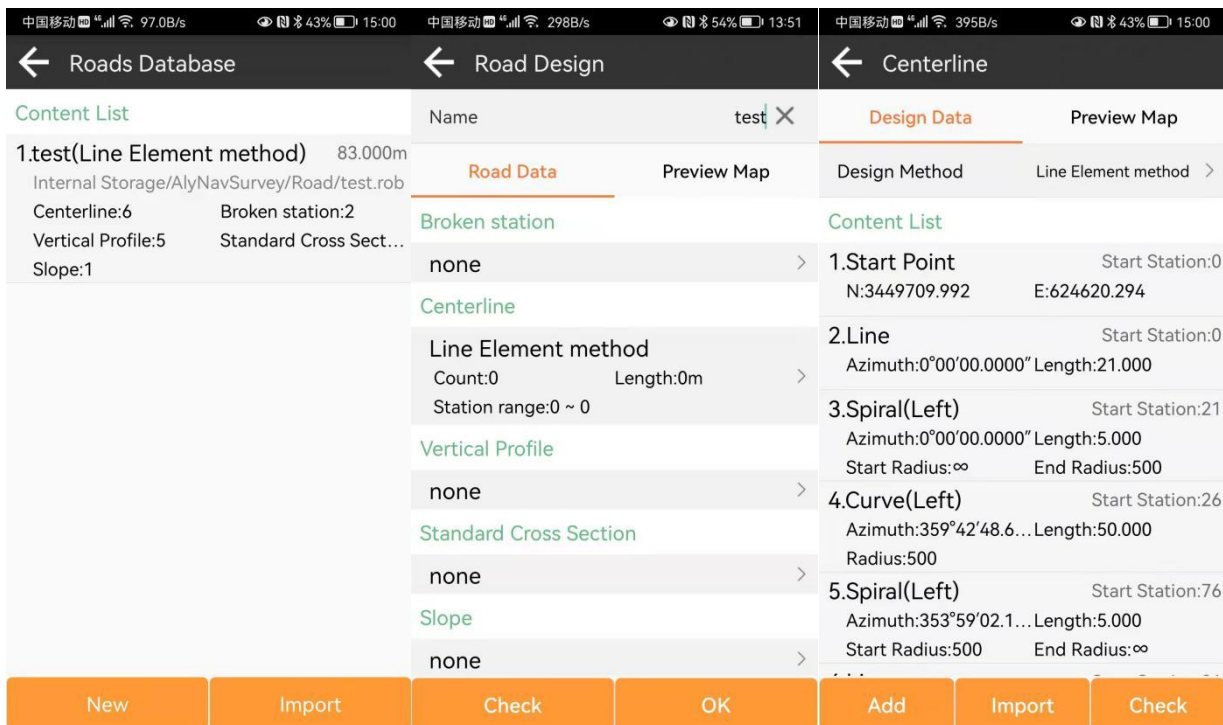 中国移动 HD 4G 97.0B/s 43% 15:00
Roads Database
Content List
1.test(Line Element method) 83.000m
Internal Storage/AlyNavSurvey/Road/test.rob
Centerline:6 Broken station:2
Vertical Profile:5 Standard Cross Sect...
Slope:1
New Import
中国移动 HD 4G 298B/s 54% 13:51
Road Design
Name test
Road Data Preview Map
Broken station
none
Centerline
Line Element method
Count:0 Length:0m
Station range:0 ~ 0
Vertical Profile
none
Standard Cross Section
none
Slope
none
Check OK
中国移动 HD 4G 395B/s 43% 15:00
Centerline
Design Data Preview Map
Design Method Line Element method
Content List
1.Start Point Start Station:0
N:3449709.992 E:624620.294
2.Line Start Station:0
Azimuth:0°00′00.0000″ Length:21.000
3.Spiral(Left) Start Station:21
Azimuth:0°00′00.0000″ Length:5.000
Start Radius:∞ End Radius:500
4.Curve(Left) Start Station:26
Azimuth:359°42′48.6... Length:50.000
Radius:500
5.Spiral(Left) Start Station:76
Azimuth:353°59′02.1... Length:5.000
Start Radius:500 End Radius:∞
Add Import Check